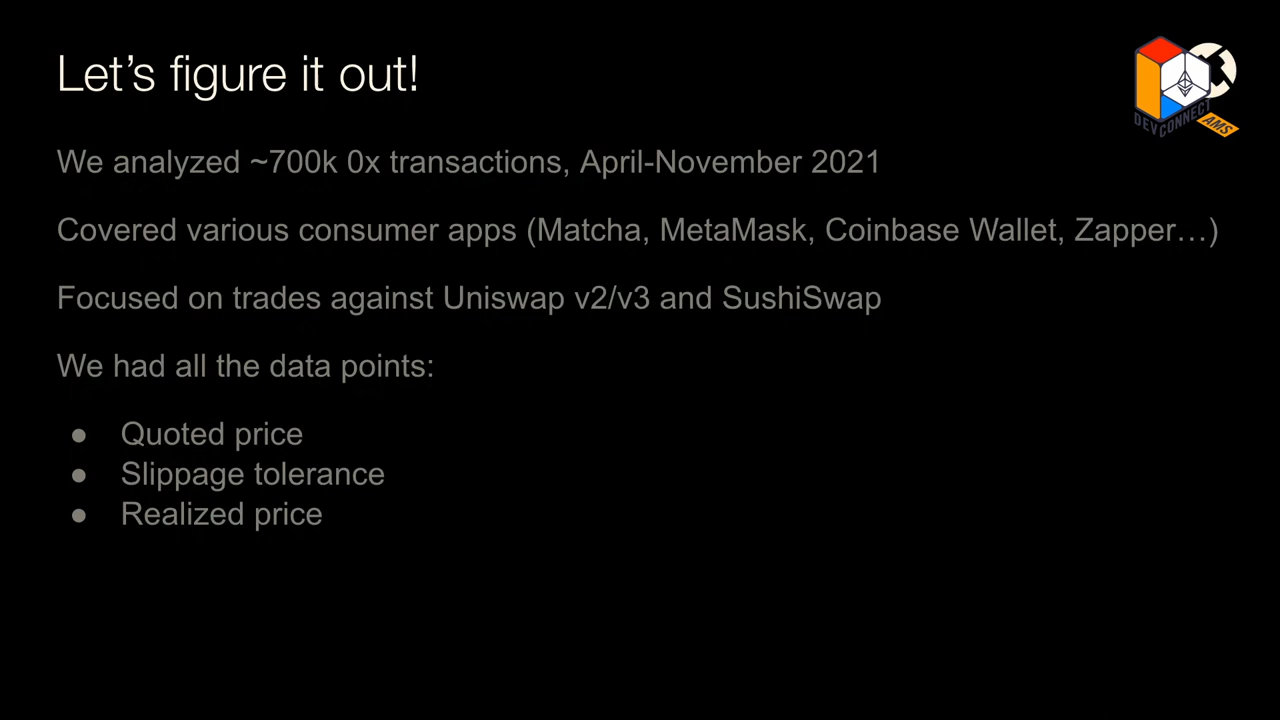 Let's figure it out!
DEVCONNECT
AMS
We analyzed ~700k 0x transactions, April-November 2021
Covered various consumer apps (Matcha, MetaMask, Coinbase Wallet, Zapper…)
Focused on trades against Uniswap v2/v3 and SushiSwap
We had all the data points:
● Quoted price
● Slippage tolerance
● Realized price